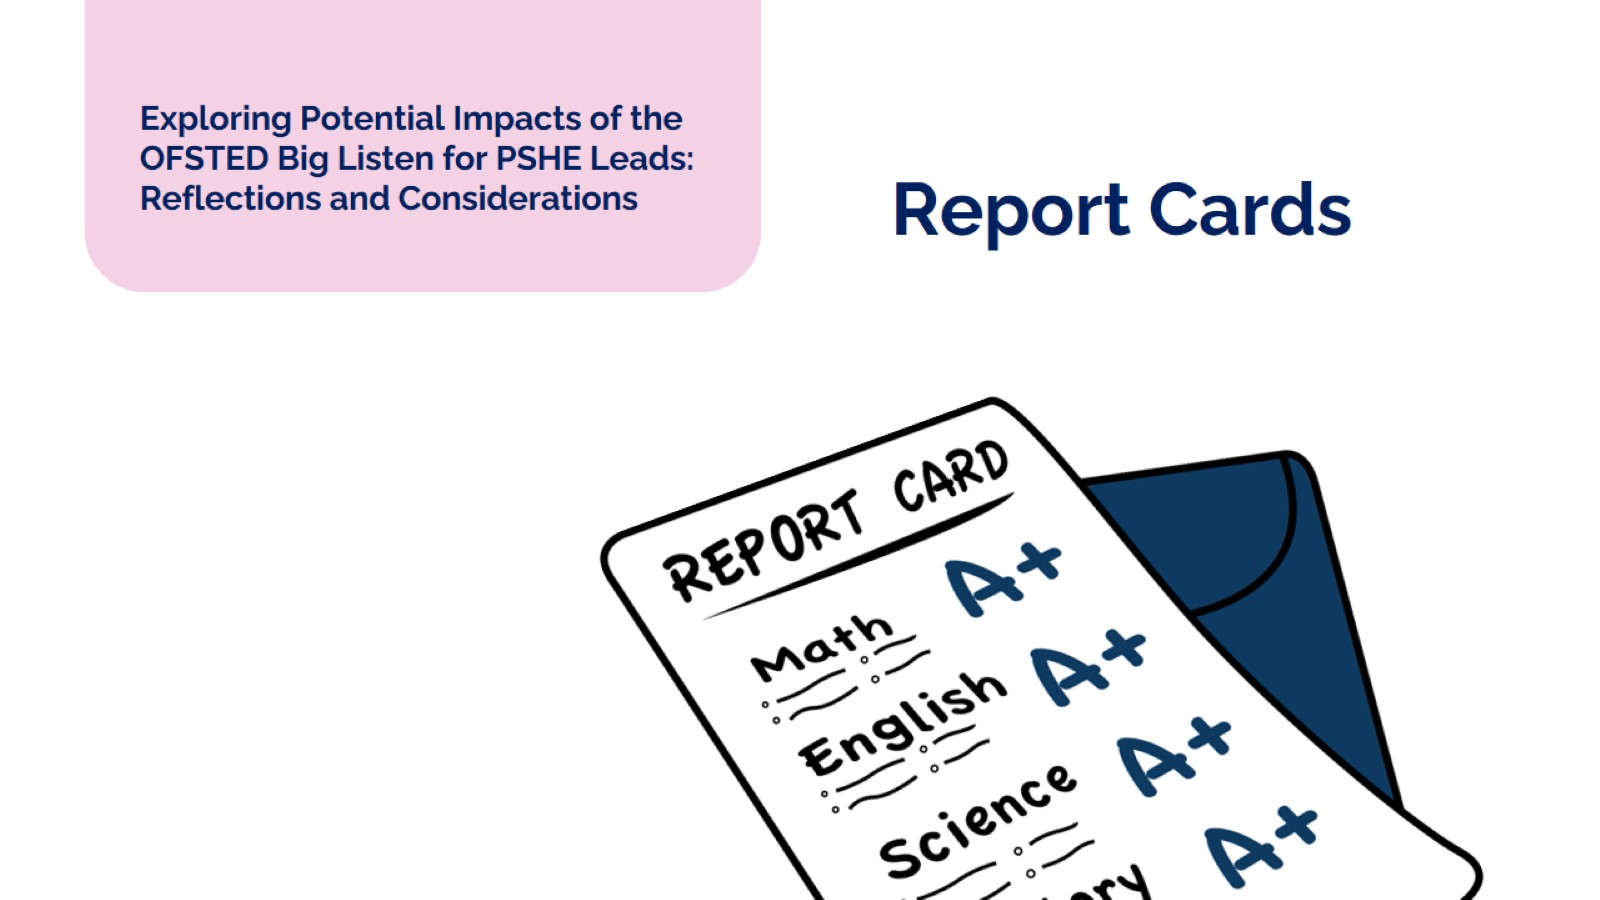 Exploring Potential Impacts of the
OFSTED Big Listen for PSHE Leads:
Reflections and Considerations
Report Cards
REPORT CARD
Math A+
English A+
Science A+
A+